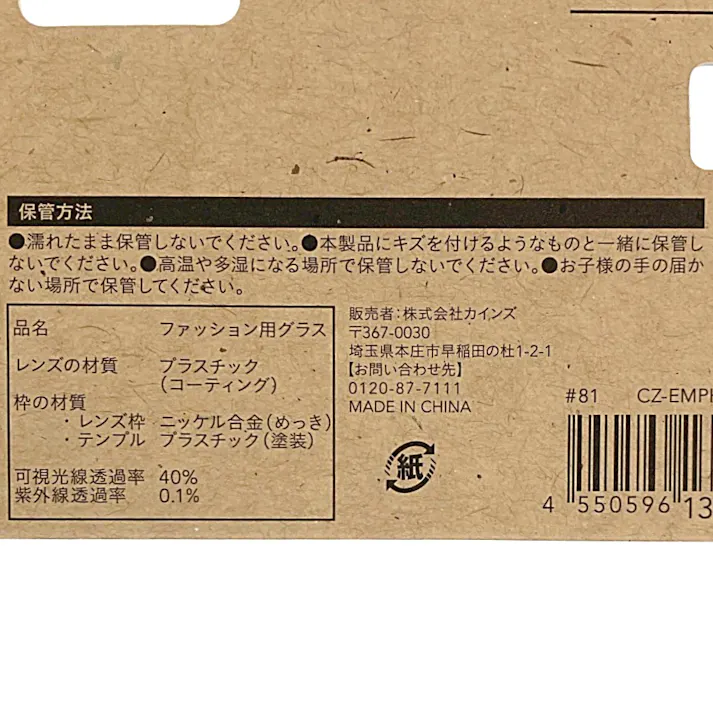 保管方法
●濡れたまま保管しないでください。●本製品にキズを付けるようなものと一緒に保管し
ないでください。●高温や多湿になる場所で保管しないでください。●お子様の手の届か
ない場所で保管してください。
品名 ファッション用グラス
レンズの材質 プラスチック
(コーティング)
枠の材質
・レンズ枠 ニッケル合金(めっき)
・テンプル プラスチック(塗装)
可視光線透過率 40%
紫外線透過率 0.1%
販売者:株式会社カインズ
〒367-0030
埼玉県本庄市早稲田の杜1-2-1
【お問い合わせ先】
0120-87-7111
MADE IN CHINA
紙
#81 CZ-EMP
4 550596 13